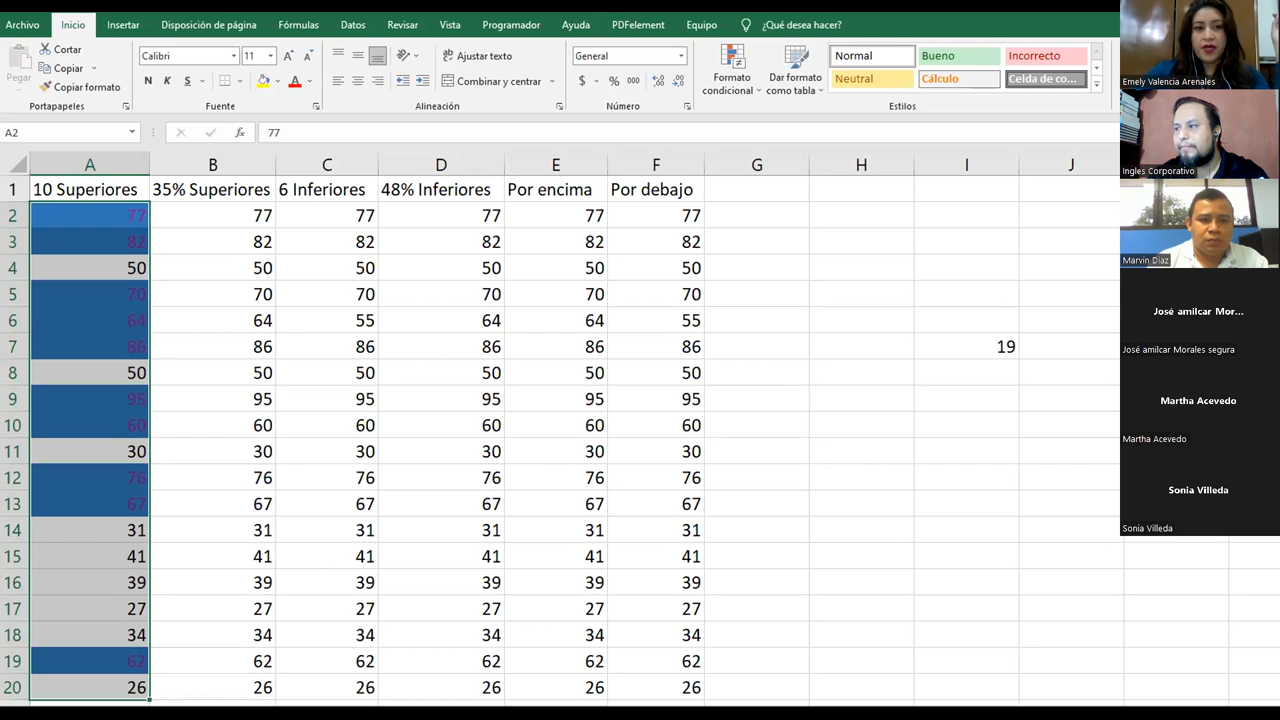 Archivo Inicio Insertar Disposición de página Fórmulas Datos Revisar Vista Programador Ayuda PDFelement Equipo ¿Qué desea hacer?
Pegar
Cortar
Copiar
Copiar formato
Portapapeles
Calibri 11
N K S
Fuente
Ajustar texto
Combinar y centrar
Alineación
General
$ % 000
Número
Formato condicional
Dar formato como tabla
Normal Bueno Incorrecto
Neutral Cálculo Celda de co...
Estilos
A2 fx 77
A B C D E F G H I J
1 10 Superiores 35% Superiores 6 Inferiores 48% Inferiores Por encima Por debajo
2 77 77 77 77 77 77
3 82 82 82 82 82 82
4 50 50 50 50 50 50
5 70 70 70 70 70 70
6 64 64 55 64 64 55
7 86 86 86 86 86 86 19
8 50 50 50 50 50 50
9 95 95 95 95 95 95
10 60 60 60 60 60 60
11 30 30 30 30 30 30
12 76 76 76 76 76 76
13 67 67 67 67 67 67
14 31 31 31 31 31 31
15 41 41 41 41 41 41
16 39 39 39 39 39 39
17 27 27 27 27 27 27
18 34 34 34 34 34 34
19 62 62 62 62 62 62
20 26 26 26 26 26 26
Emely Valencia Arenales
Ingles Corporativo
Marvin Diaz
José amilcar Mor...
José amilcar Morales segura
Martha Acevedo
Martha Acevedo
Sonia Villeda
Sonia Villeda